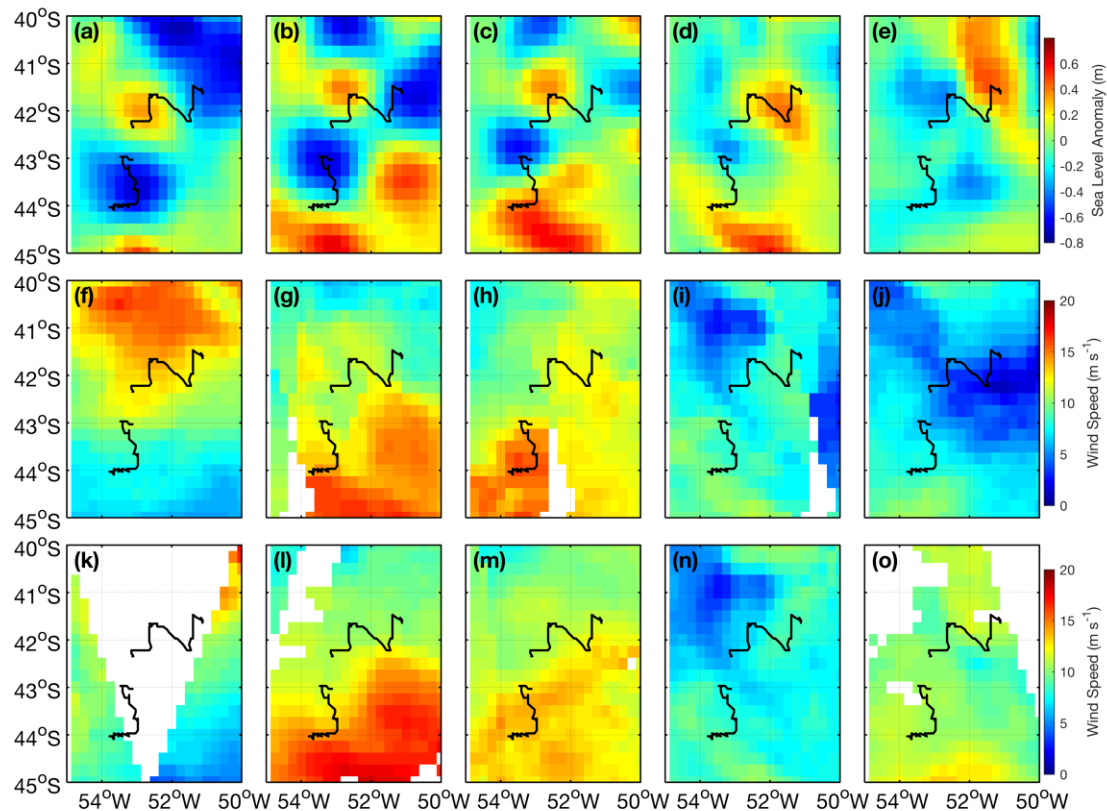 40°S (a) (b) (c) (d) (e)
41°S 0.6
42°S 0.4
0.2
43°S 0
-0.2
44°S -0.4
-0.6
45°S -0.8
Sea Level Anomaly (m)
40°S (f) (g) (h) (i) (j) 20
41°S 15
42°S 10
43°S
44°S 5
45°S 0
Wind Speed (m s⁻¹)
40°S (k) (l) (m) (n) (o) 20
41°S 15
42°S 10
43°S
44°S 5
45°S 0
Wind Speed (m s⁻¹)
54°W 52°W 50°W 54°W 52°W 50°W 54°W 52°W 50°W 54°W 52°W 50°W 54°W 52°W 50°W